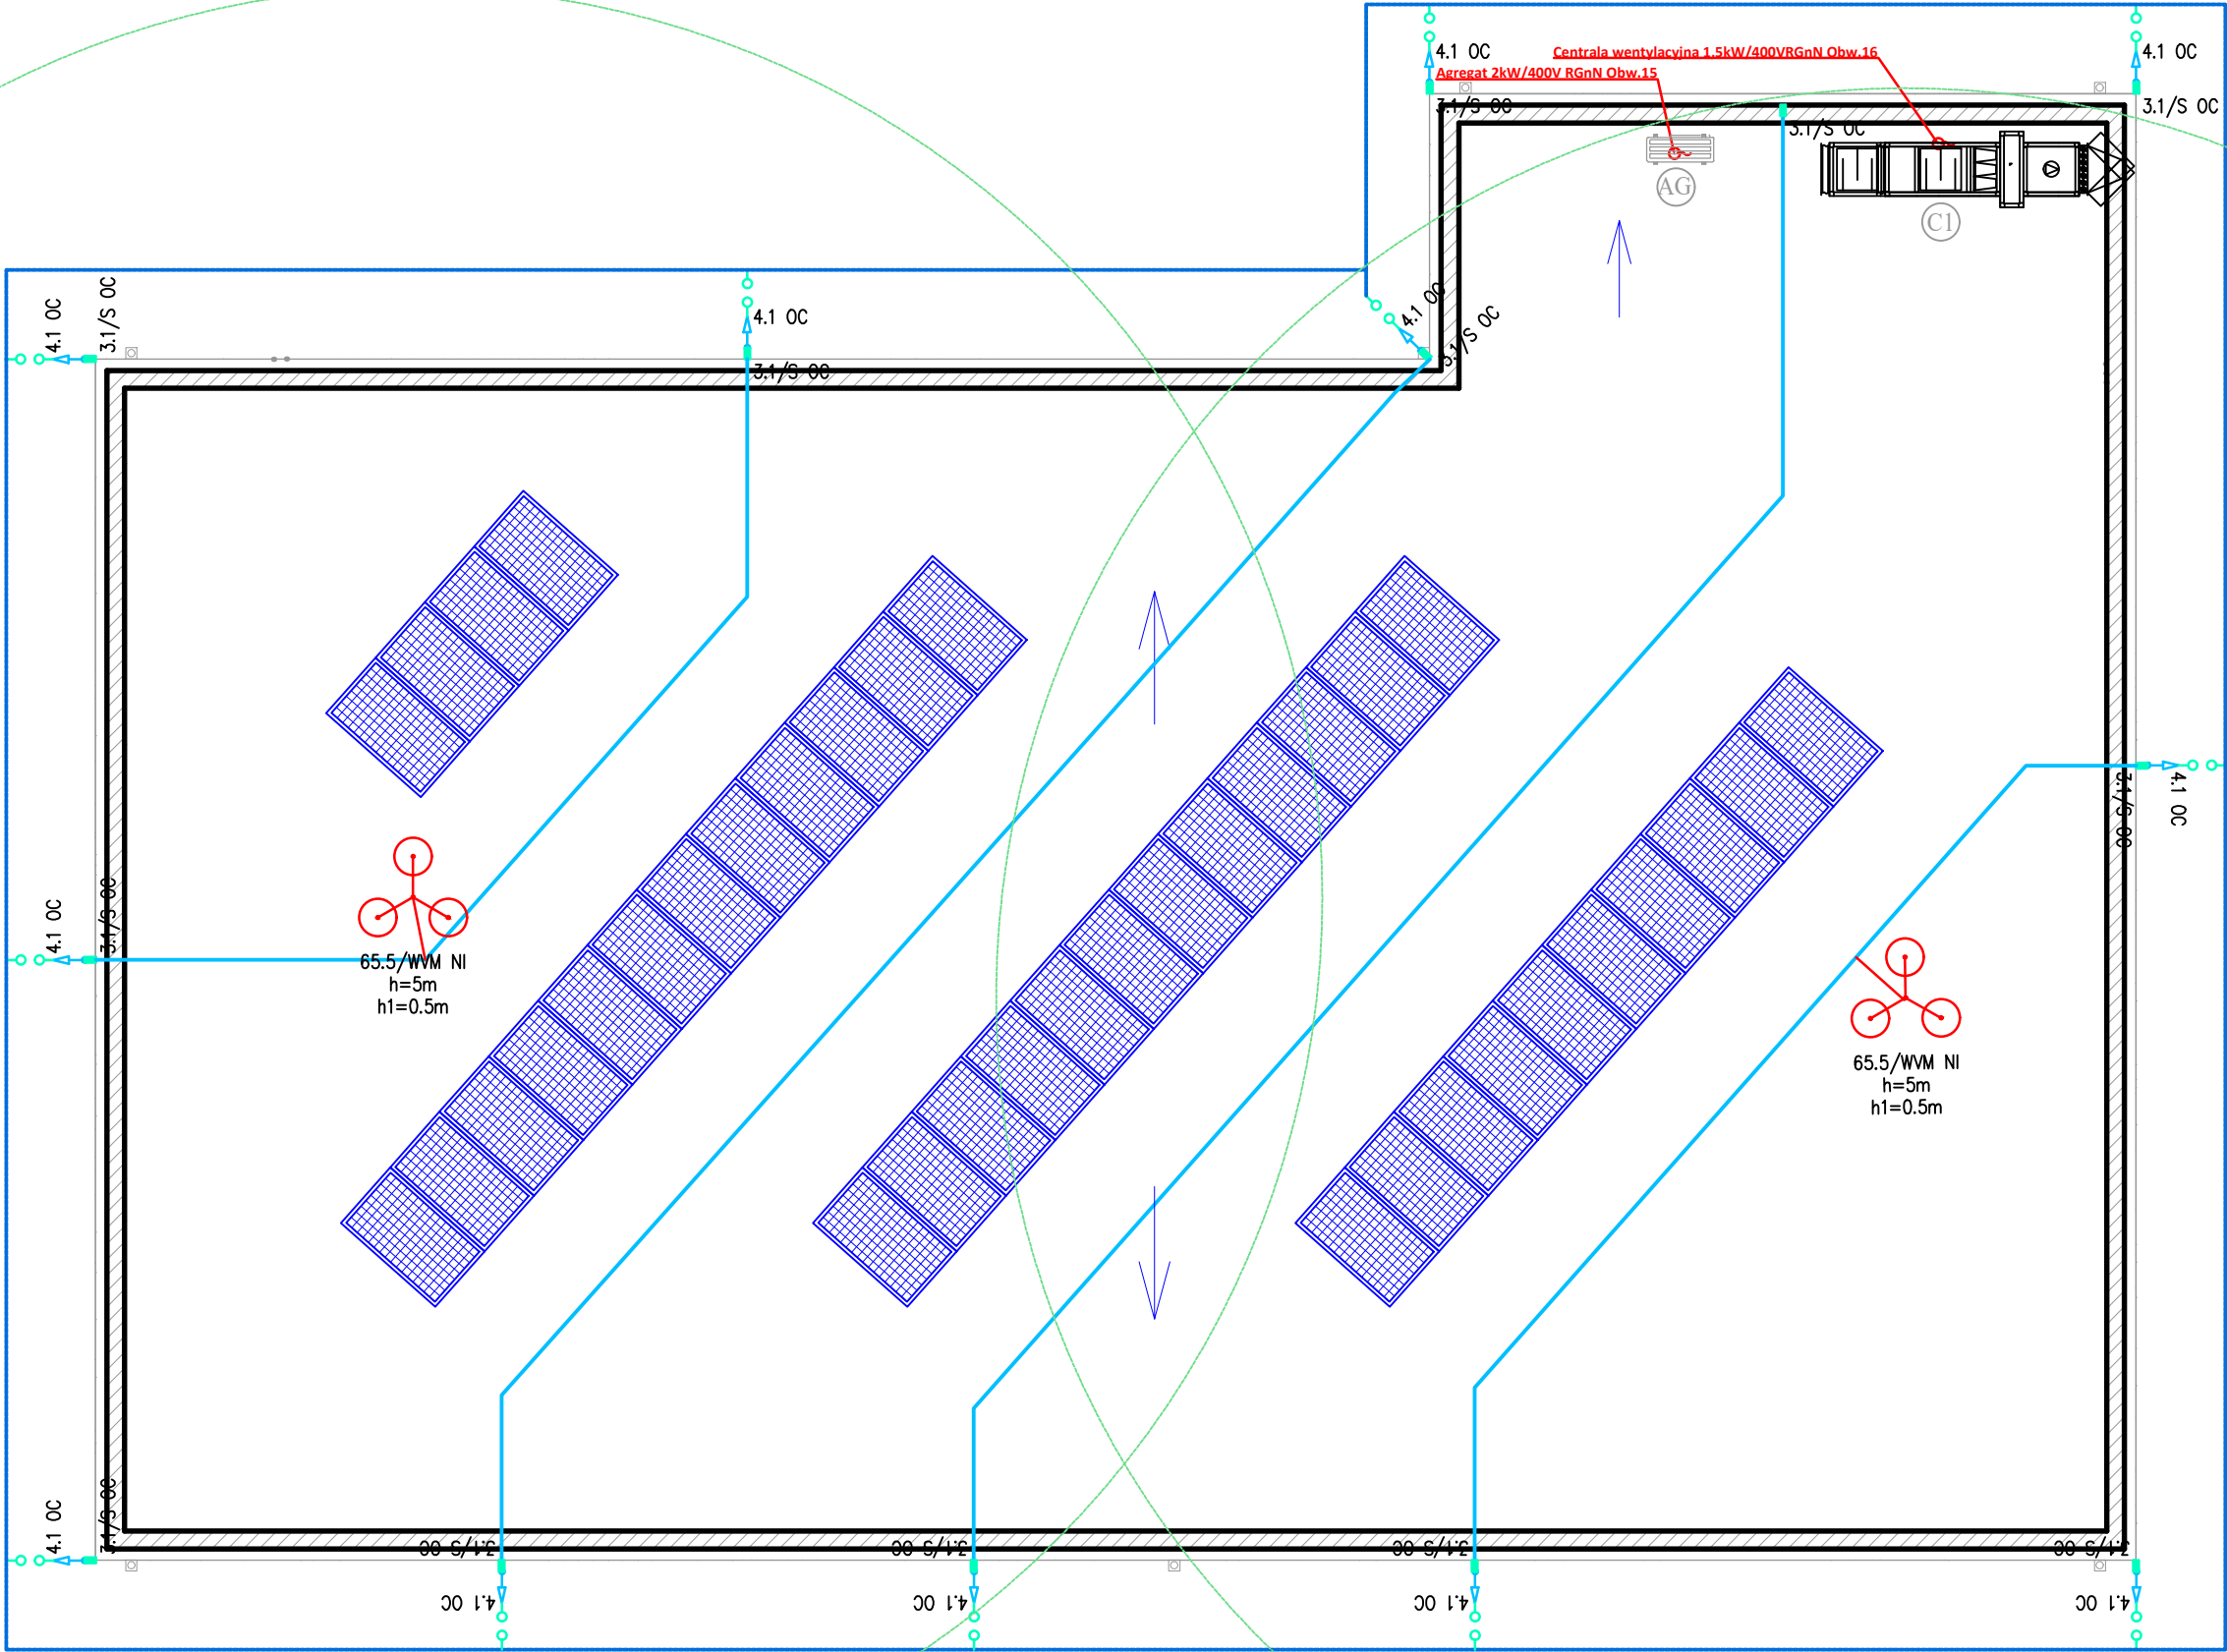 4.1 OC
Centrala wentylacyjna 1.5kW/400VRGnN Obw.16
4.1 OC
Agregat 2kW/400V RGnN Obw.15
3.1/S OC
3.1/S OC
3.1/S OC
AG
C1
4.1 OC
3.1/S OC
4.1 OC
4.1 OC
3.1/S OC
3.1/S OC
3.1/S OC
4.1 OC
4.1 OC
3.1/S OC
65.5/WVM NI
h=5m
h1=0.5m
65.5/WVM NI
h=5m
h1=0.5m
4.1 OC
3.1/S OC
3.1/S OC
3.1/S OC
3.1/S OC
3.1/S OC
4.1 OC
4.1 OC
4.1 OC
4.1 OC